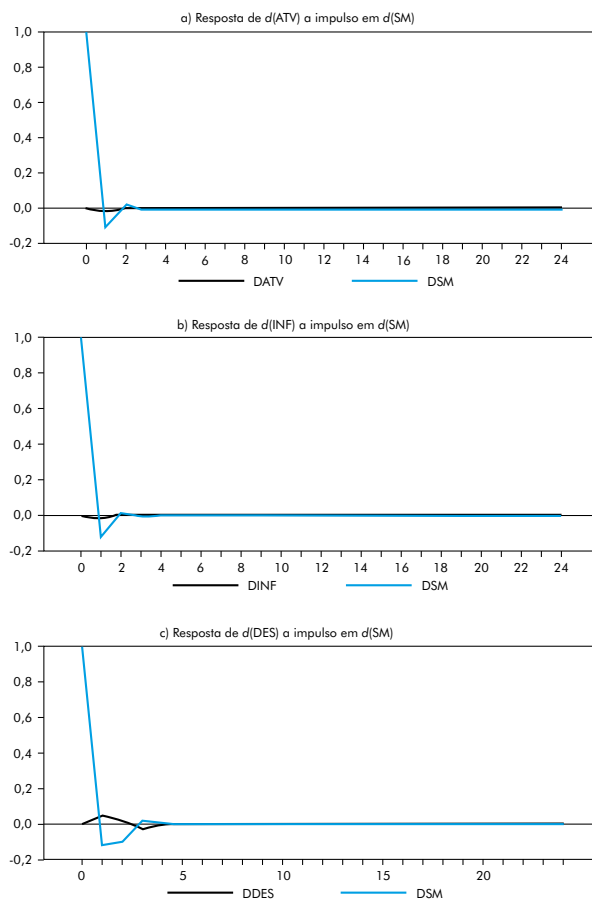 a) Resposta de d(ATV) a impulso em d(SM)
1,0
0,8
0,6
0,4
0,2
0,0
-0,2
0 2 4 6 8 10 12 14 16 18 20 22 24
DATV DSM
b) Resposta de d(INF) a impulso em d(SM)
1,0
0,8
0,6
0,4
0,2
0,0
-0,2
0 2 4 6 8 10 12 14 16 18 20 22 24
DINF DSM
c) Resposta de d(DES) a impulso em d(SM)
1,0
0,8
0,6
0,4
0,2
0,0
-0,2
0 5 10 15 20
DDES DSM